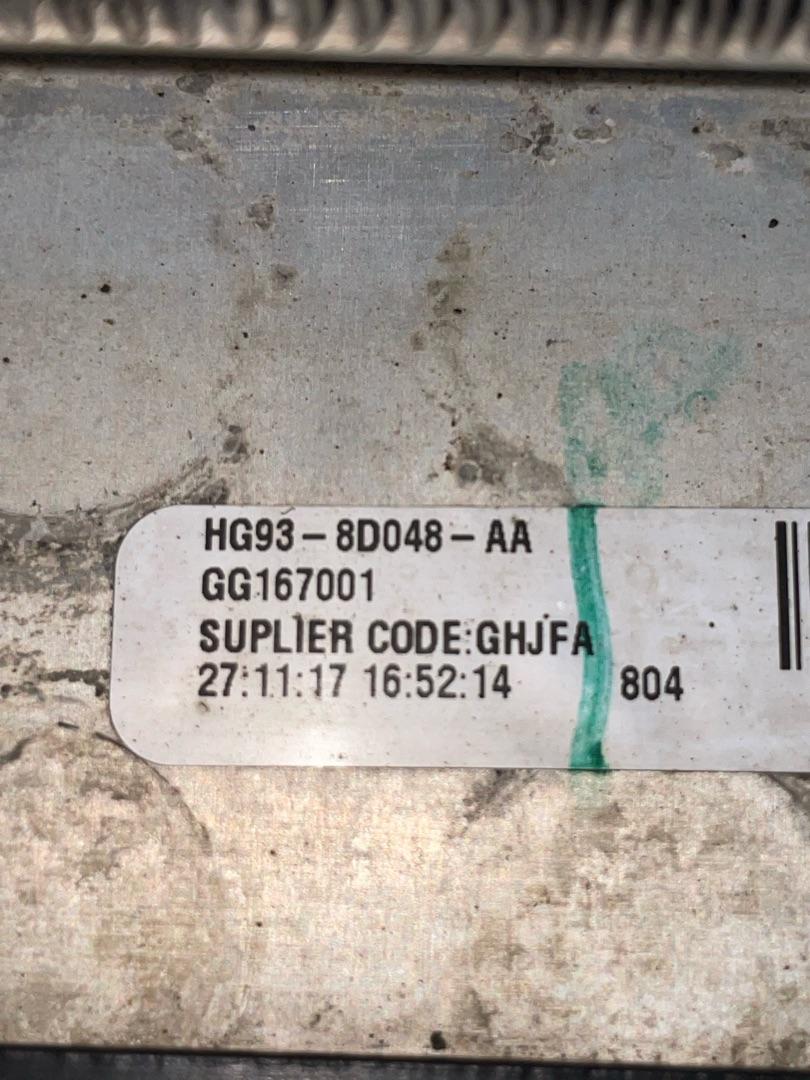 HG93-8D048-AA
GG167001
SUPLIER CODE:GHJFA
27:11:17 16:52:14 804